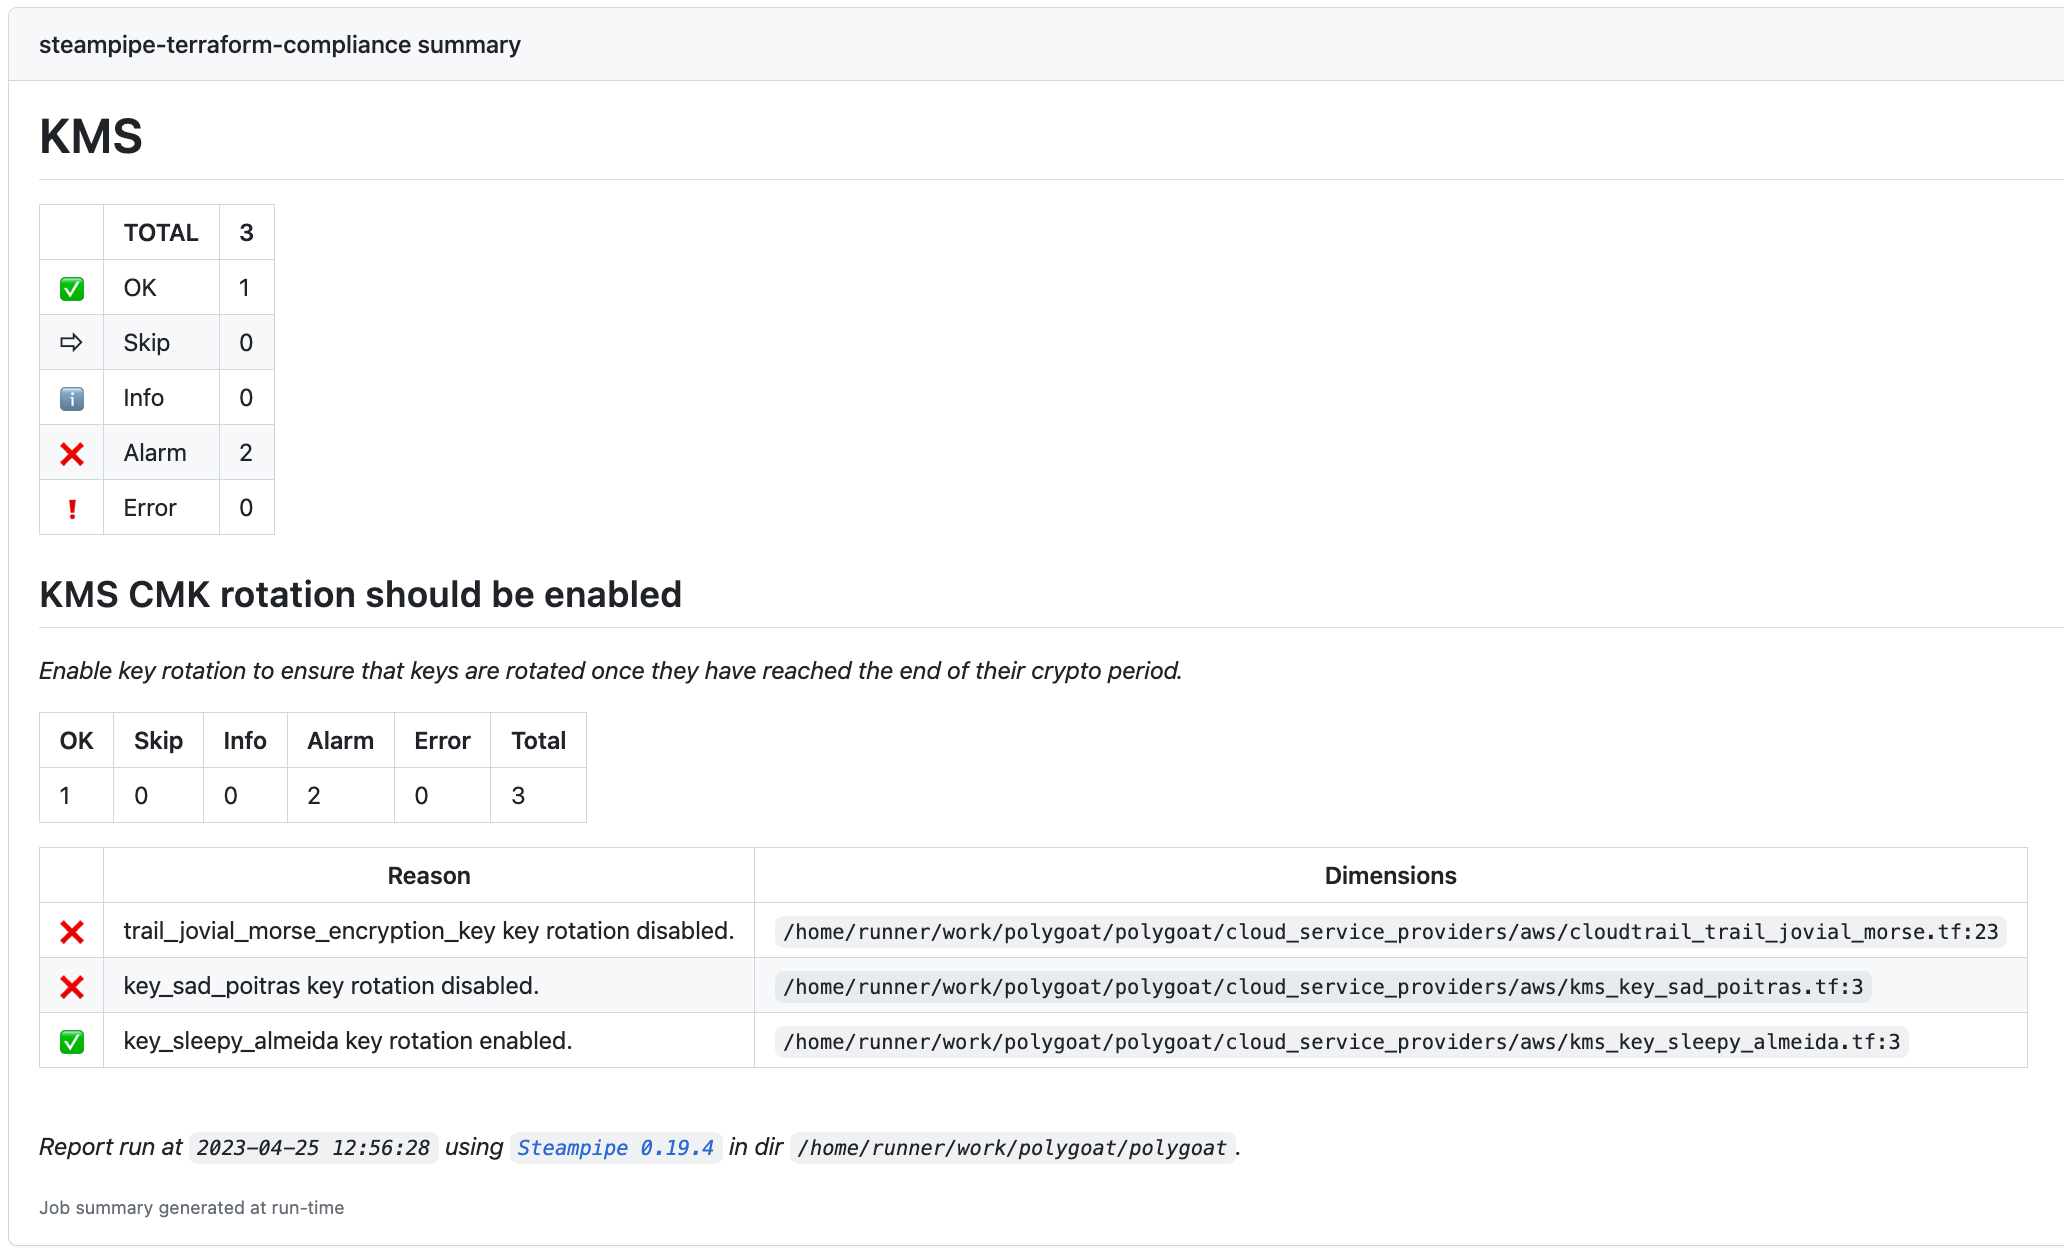 steampipe-terraform-compliance summary
KMS
TOTAL 3
✅ OK 1
⇨ Skip 0
ℹ️ Info 0
❌ Alarm 2
❗ Error 0
KMS CMK rotation should be enabled
Enable key rotation to ensure that keys are rotated once they have reached the end of their crypto period.
OK Skip Info Alarm Error Total
1 0 0 2 0 3
Reason Dimensions
❌ trail_jovial_morse_encryption_key key rotation disabled. /home/runner/work/polygoat/polygoat/cloud_service_providers/aws/cloudtrail_trail_jovial_morse.tf:23
❌ key_sad_poitras key rotation disabled. /home/runner/work/polygoat/polygoat/cloud_service_providers/aws/kms_key_sad_poitras.tf:3
✅ key_sleepy_almeida key rotation enabled. /home/runner/work/polygoat/polygoat/cloud_service_providers/aws/kms_key_sleepy_almeida.tf:3
Report run at 2023-04-25 12:56:28 using Steampipe 0.19.4 in dir /home/runner/work/polygoat/polygoat.
Job summary generated at run-time